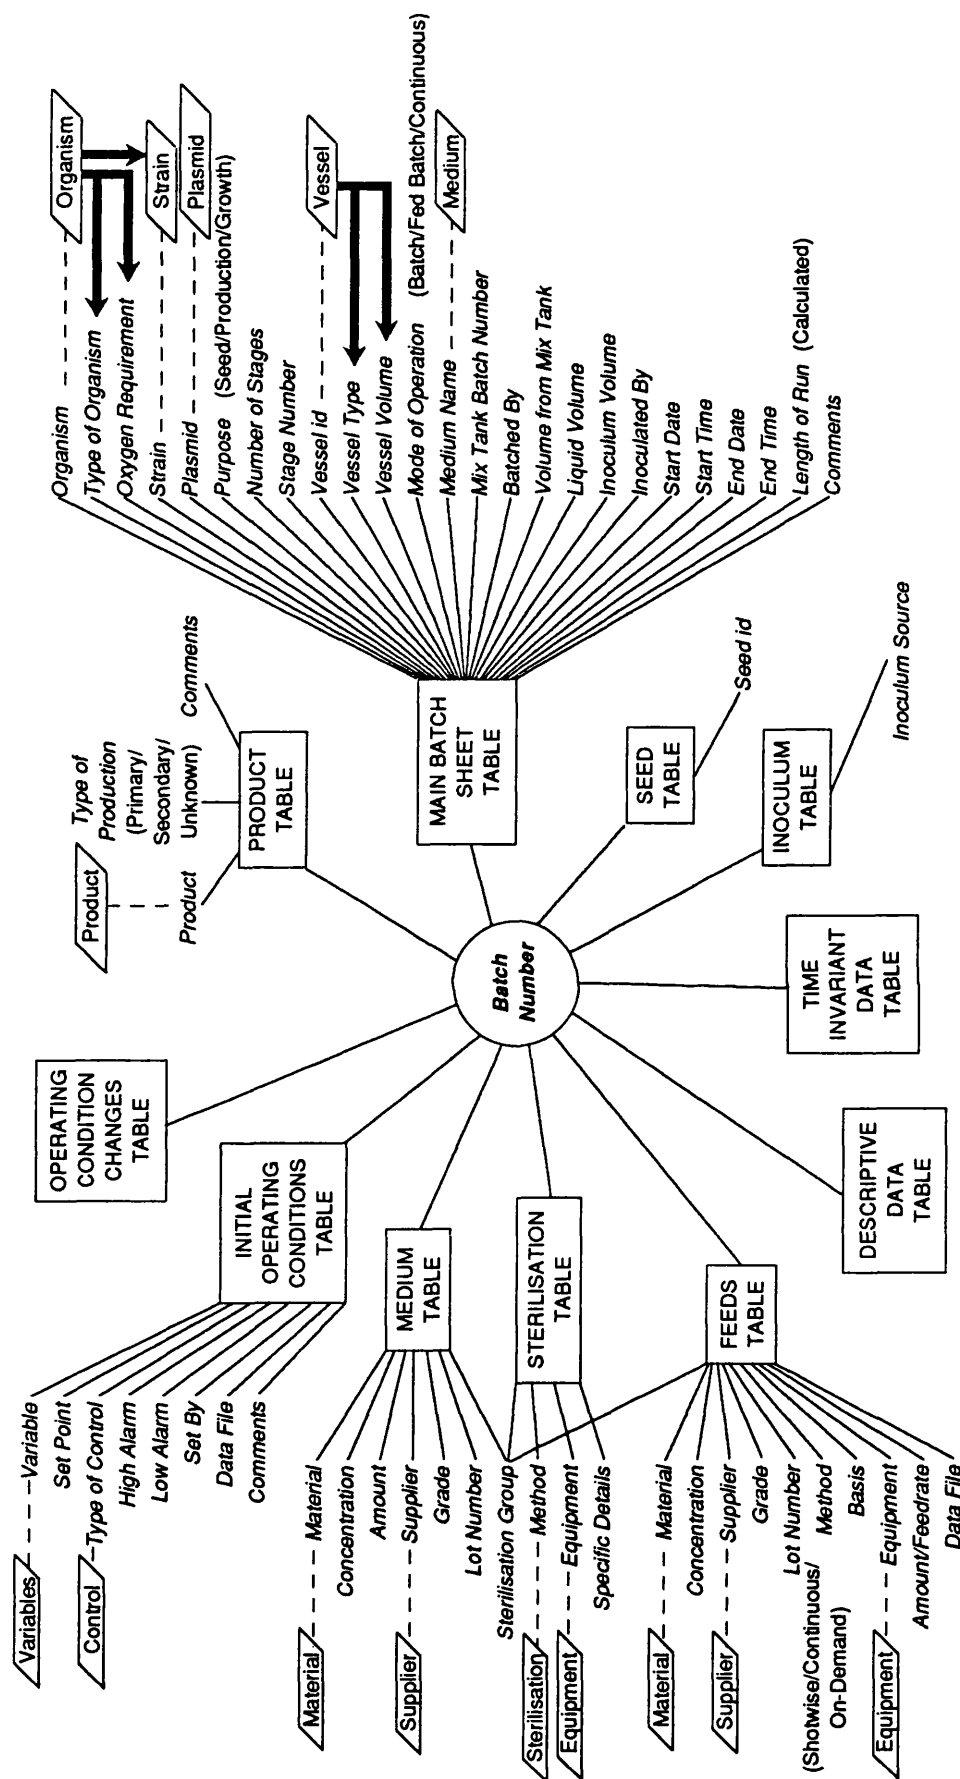 Organism
Strain
Plasmid
Vessel
Medium
Organism
Type of Organism
Oxygen Requirement
Strain
Plasmid
Purpose (Seed/Production/Growth)
Number of Stages
Stage Number
Vessel id
Vessel Type
Vessel Volume
Mode of Operation (Batch/Fed Batch/Continuous)
Medium Name
Mix Tank Batch Number
Batched By
Volume from Mix Tank
Liquid Volume
Inoculum Volume
Inoculated By
Start Date
Start Time
End Date
End Time
Length of Run (Calculated)
Comments
MAIN BATCH
SHEET
TABLE
Product
Product
Type of
Production
(Primary/
Secondary/
Unknown)
Comments
PRODUCT
TABLE
Seed id
SEED
TABLE
Inoculum Source
INOCULUM
TABLE
Batch
Number
TIME
INVARIANT
DATA
TABLE
DESCRIPTIVE
DATA
TABLE
OPERATING
CONDITION
CHANGES
TABLE
INITIAL
OPERATING
CONDITIONS
TABLE
Variables
Control
Variable
Set Point
Type of Control
High Alarm
Low Alarm
Set By
Data File
Comments
MEDIUM
TABLE
Material
Supplier
Material
Concentration
Amount
Supplier
Grade
Lot Number
Sterilisation Group
STERILISATION
TABLE
Sterilisation
Equipment
Method
Equipment
Specific Details
FEEDS
TABLE
Material
Supplier
Material
Concentration
Supplier
Grade
Lot Number
Method
(Shotwise/Continuous/
On-Demand)
Basis
Equipment
Equipment
Amount/Feedrate
Data File